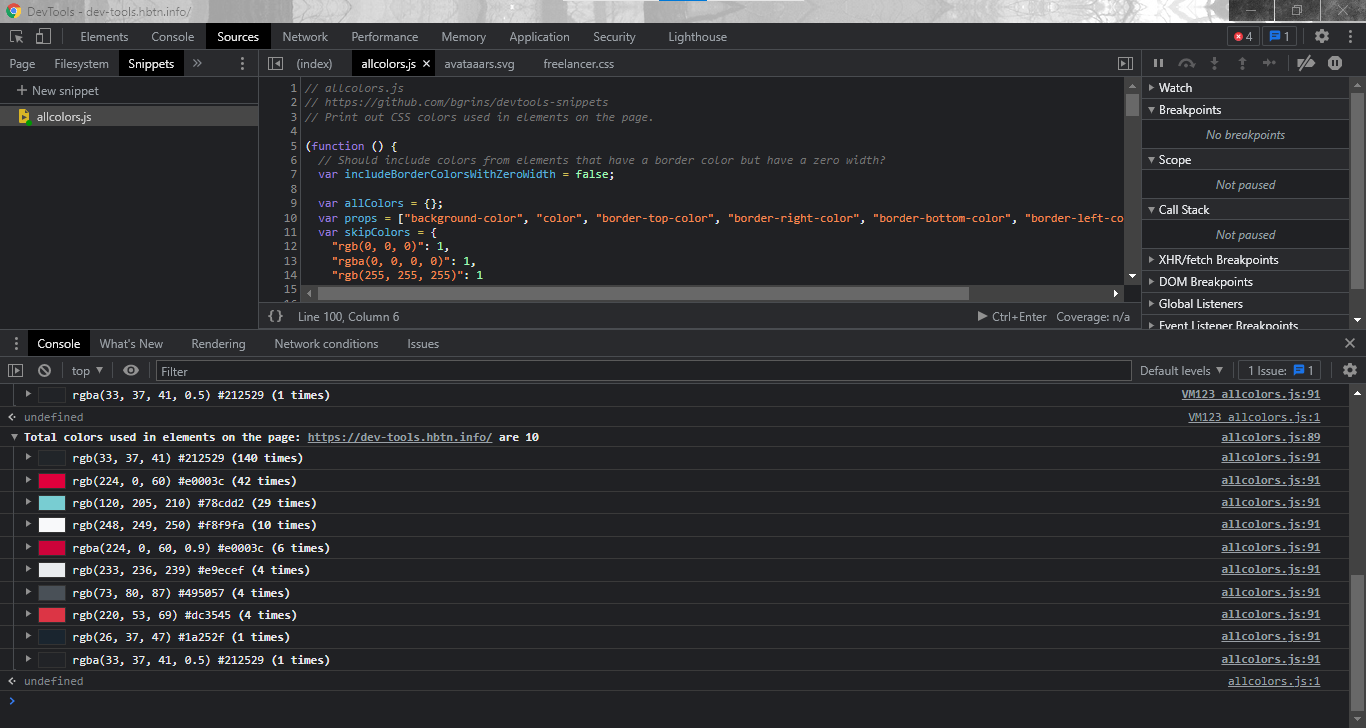 DevTools - dev-tools.hbtn.info/
Elements Console Sources Network Performance Memory Application Security Lighthouse 4 1
Page Filesystem Snippets » (index) allcolors.js × avataaars.svg freelancer.css
+ New snippet
allcolors.js
1 // allcolors.js
2 // https://github.com/bgrins/devtools-snippets
3 // Print out CSS colors used in elements on the page.
4
5 (function () {
6 // Should include colors from elements that have a border color but have a zero width?
7 var includeBorderColorsWithZeroWidth = false;
8
9 var allColors = {};
10 var props = ["background-color", "color", "border-top-color", "border-right-color", "border-bottom-color", "border-left-co
11 var skipColors = {
12 "rgb(0, 0, 0)": 1,
13 "rgba(0, 0, 0, 0)": 1,
14 "rgb(255, 255, 255)": 1
15
{} Line 100, Column 6 Ctrl+Enter Coverage: n/a
Watch
Breakpoints
No breakpoints
Scope
Not paused
Call Stack
Not paused
XHR/fetch Breakpoints
DOM Breakpoints
Global Listeners
Event Listener Breakpoints
Console What's New Rendering Network conditions Issues
top Filter Default levels 1 Issue: 1
rgba(33, 37, 41, 0.5) #212529 (1 times) VM123 allcolors.js:91
undefined VM123 allcolors.js:1
Total colors used in elements on the page: https://dev-tools.hbtn.info/ are 10 allcolors.js:89
rgb(33, 37, 41) #212529 (140 times) allcolors.js:91
rgb(224, 0, 60) #e0003c (42 times) allcolors.js:91
rgb(120, 205, 210) #78cdd2 (29 times) allcolors.js:91
rgb(248, 249, 250) #f8f9fa (10 times) allcolors.js:91
rgba(224, 0, 60, 0.9) #e0003c (6 times) allcolors.js:91
rgb(233, 236, 239) #e9ecef (4 times) allcolors.js:91
rgb(73, 80, 87) #495057 (4 times) allcolors.js:91
rgb(220, 53, 69) #dc3545 (4 times) allcolors.js:91
rgb(26, 37, 47) #1a252f (1 times) allcolors.js:91
rgba(33, 37, 41, 0.5) #212529 (1 times) allcolors.js:91
undefined allcolors.js:1